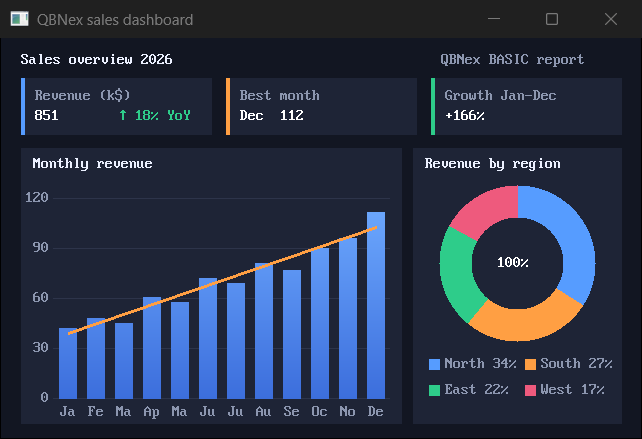 QBNex sales dashboard
Sales overview 2026 QBNex BASIC report
Revenue (k$) Best month Growth Jan-Dec
851 ↑ 18% YoY Dec 112 +166%
Monthly revenue
120
90
60
30
0
Ja Fe Ma Ap Ma Ju Ju Au Se Oc No De
Revenue by region
100%
North 34% South 27%
East 22% West 17%